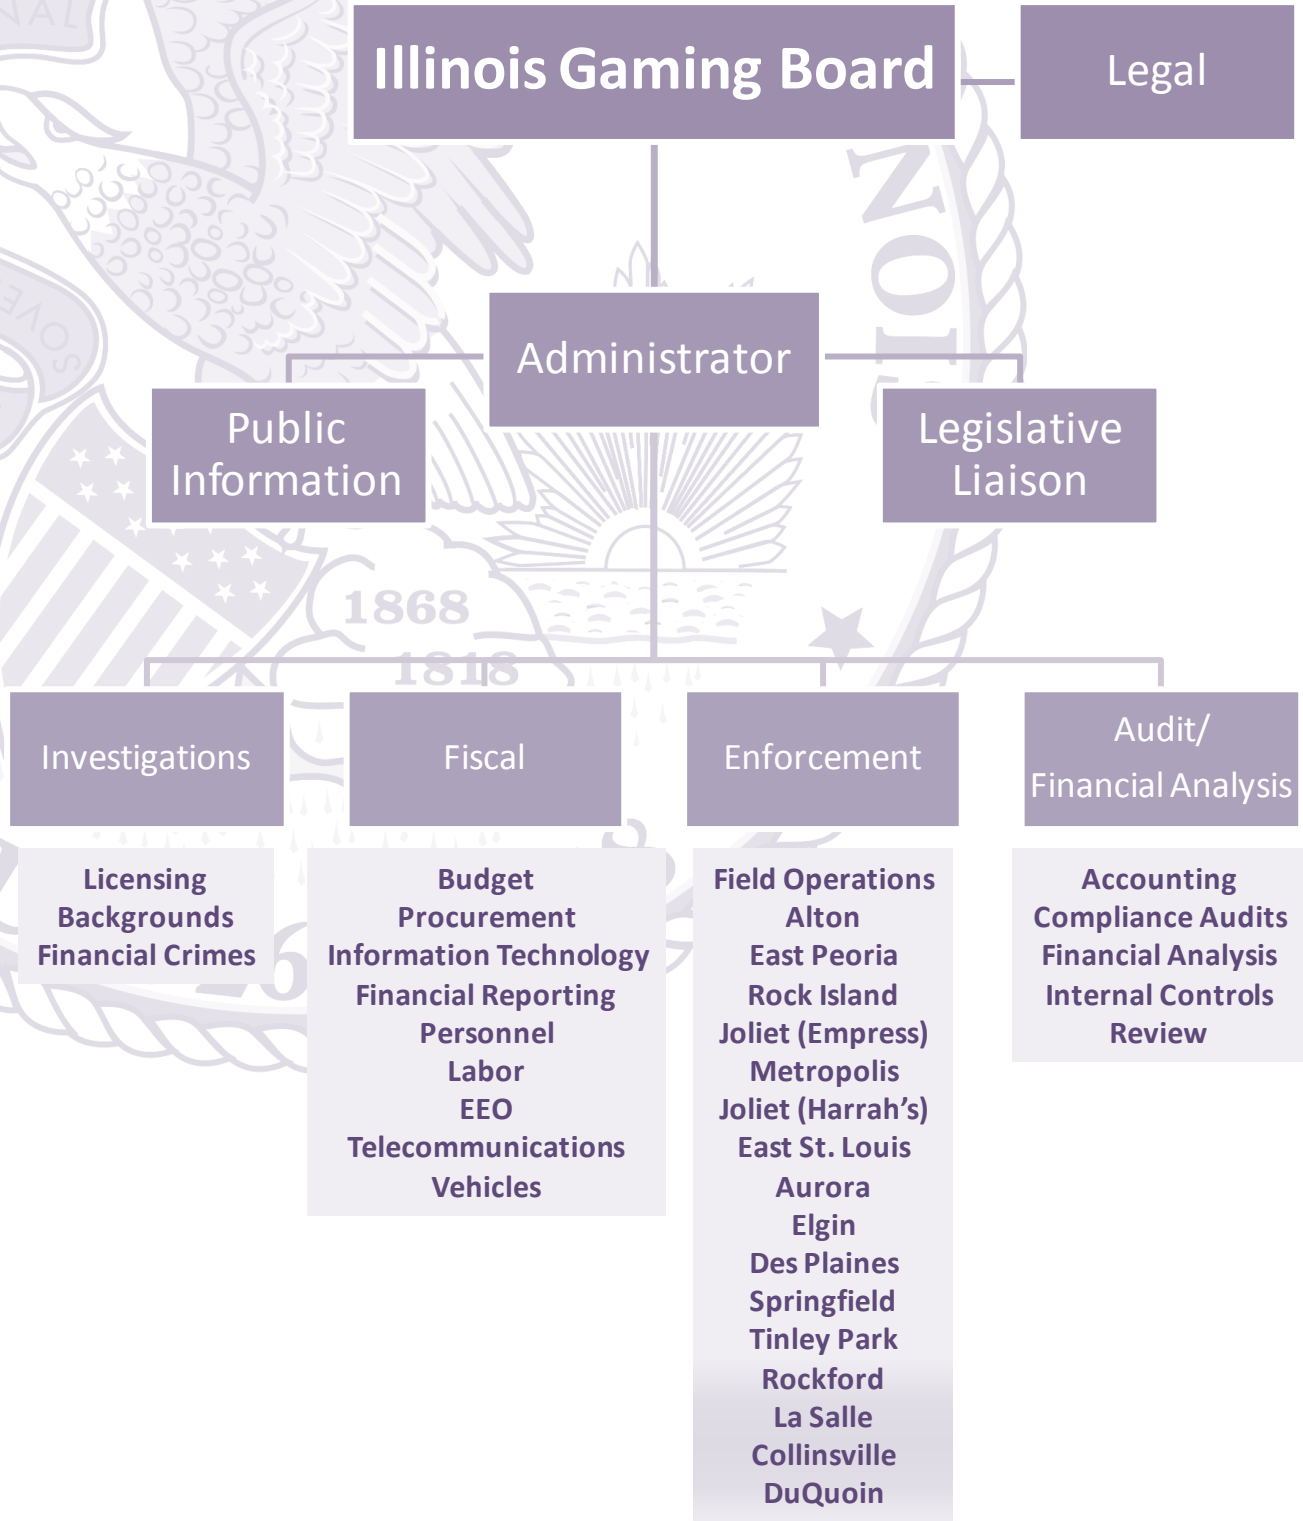 Illinois Gaming Board
Legal
Administrator
Public
Information
Legislative
Liaison
1868
1818
Investigations
Fiscal
Enforcement
Audit/
Financial Analysis
Licensing
Backgrounds
Financial Crimes
Budget
Procurement
Information Technology
Financial Reporting
Personnel
Labor
EEO
Telecommunications
Vehicles
Field Operations
Alton
East Peoria
Rock Island
Joliet (Empress)
Metropolis
Joliet (Harrah’s)
East St. Louis
Aurora
Elgin
Des Plaines
Springfield
Tinley Park
Rockford
La Salle
Collinsville
DuQuoin
Accounting
Compliance Audits
Financial Analysis
Internal Controls
Review